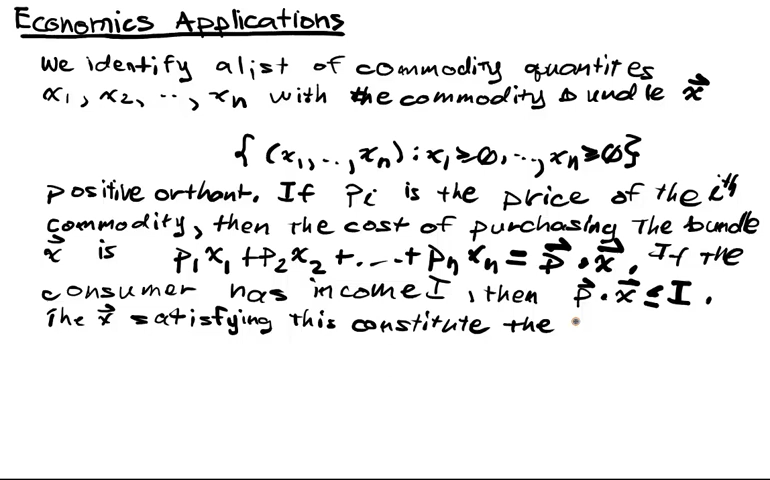 Economics Applications
We identify a list of commodity quantites
x₁, x₂, .., xₙ with the commodity bundle x⃗
{ (x₁,..,xₙ) : x₁≥0,..,xₙ≥0}
positive orthant. If Pᵢ is the price of the iᵗʰ
commodity, then the cost of purchasing The bundle
x⃗ is P₁x₁+P₂x₂+....+Pₙxₙ = P⃗·x⃗. If the
consumer has income I, then P⃗·x⃗ ≤ I.
The x⃗ satisfying this constitute the